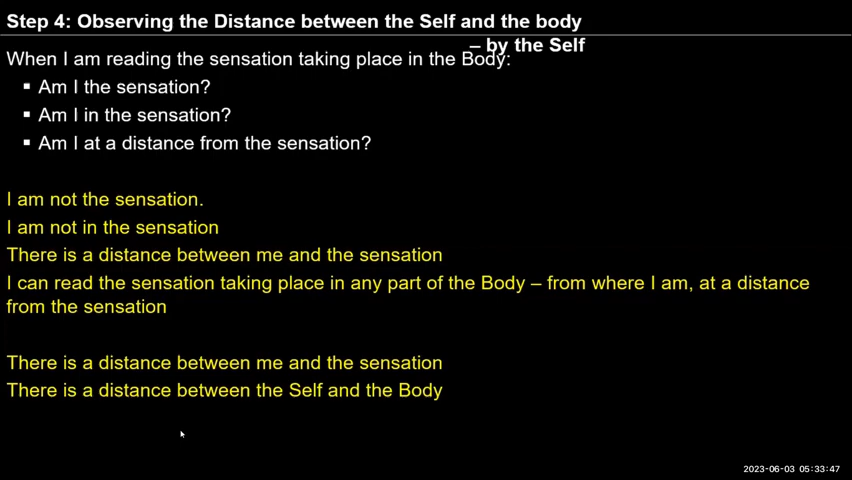 Step 4: Observing the Distance between the Self and the body
– by the Self
When I am reading the sensation taking place in the Body:
▪ Am I the sensation?
▪ Am I in the sensation?
▪ Am I at a distance from the sensation?
I am not the sensation.
I am not in the sensation
There is a distance between me and the sensation
I can read the sensation taking place in any part of the Body – from where I am, at a distance
from the sensation
There is a distance between me and the sensation
There is a distance between the Self and the Body
2023-06-03 05:33:47